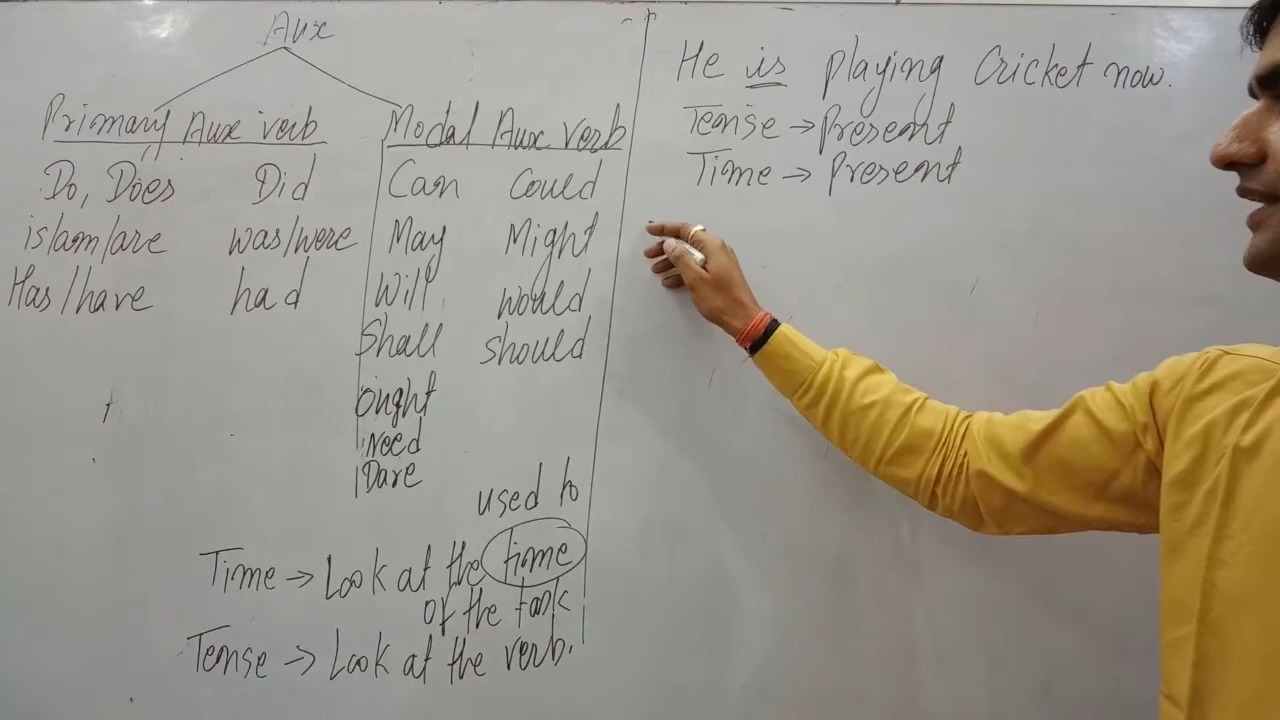 Aux
Primary Aux verb
Do, Does Did
is/am/are was/were
Has/have had
Modal Aux Verb
Can Could
May Might
Will would
Shall should
ought
Need
Dare
used to
Time → Look at the time
of the task
Tense → Look at the verb.
He is playing Cricket now.
Tense → Present
Time → Present